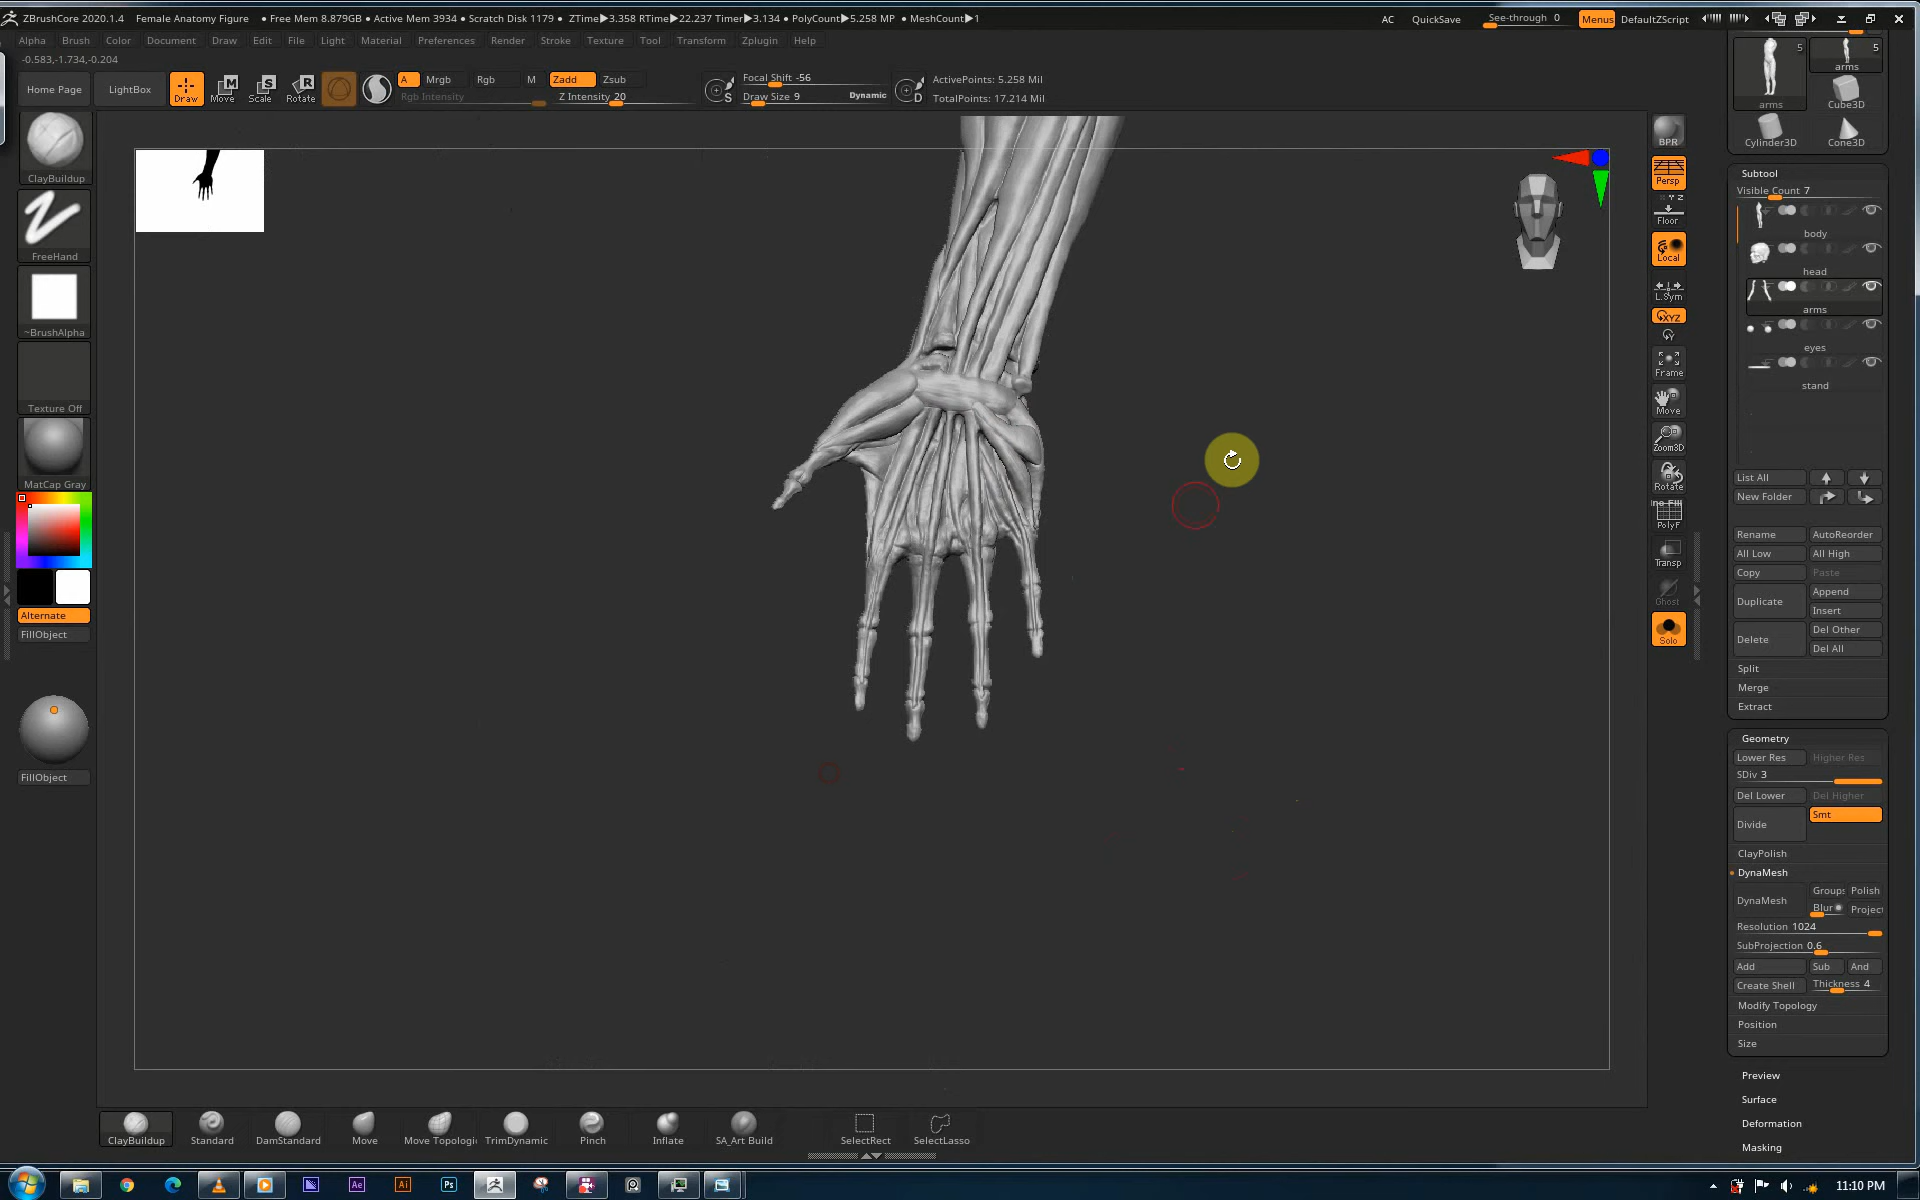 ZBrushCore 2020.1.4 Female Anatomy Figure • Free Mem 8.879GB • Active Mem 3934 • Scratch Disk 1179 • ZTime▶3.358 RTime▶22.237 Timer▶3.134 • PolyCount▶5.258 MP • MeshCount▶1 AC QuickSave See-through 0 Menus DefaultZScript
Alpha Brush Color Document Draw Edit File Light Material Preferences Render Stroke Texture Tool Transform Zplugin Help
-0.583,-1.734,-0.204
Home Page LightBox Draw Move Scale Rotate A Mrgb Rgb M Zadd Zsub
Rgb Intensity Z Intensity 20
Focal Shift -56
Draw Size 9 Dynamic
S D
ActivePoints: 5.258 Mil
TotalPoints: 17.214 Mil
ClayBuildup
FreeHand
~BrushAlpha
Texture Off
MatCap Gray
Alternate
FillObject
FillObject
BPR
Persp
X Y Z
Floor
Local
L.Sym
XYZ
Frame
Move
Zoom3D
Rotate
PolyF
Transp
Ghost
Solo
5 5
arms
arms Cube3D
Cylinder3D Cone3D
Subtool
Visible Count 7
body
head
arms
eyes
stand
List All
New Folder
Rename AutoReorder
All Low All High
Copy Paste
Duplicate Append
Insert
Delete Del Other
Del All
Split
Merge
Extract
Geometry
Lower Res Higher Res
SDiv 3
Del Lower Del Higher
Divide Smt
ClayPolish
DynaMesh
DynaMesh Groups Polish
Blur Project
Resolution 1024
SubProjection 0.6
Add Sub And
Create Shell Thickness 4
Modify Topology
Position
Size
Preview
Surface
Deformation
Masking
ClayBuildup Standard DamStandard Move Move Topologi TrimDynamic Pinch Inflate SA_Art Build SelectRect SelectLasso
Ae Ai Ps 11:10 PM